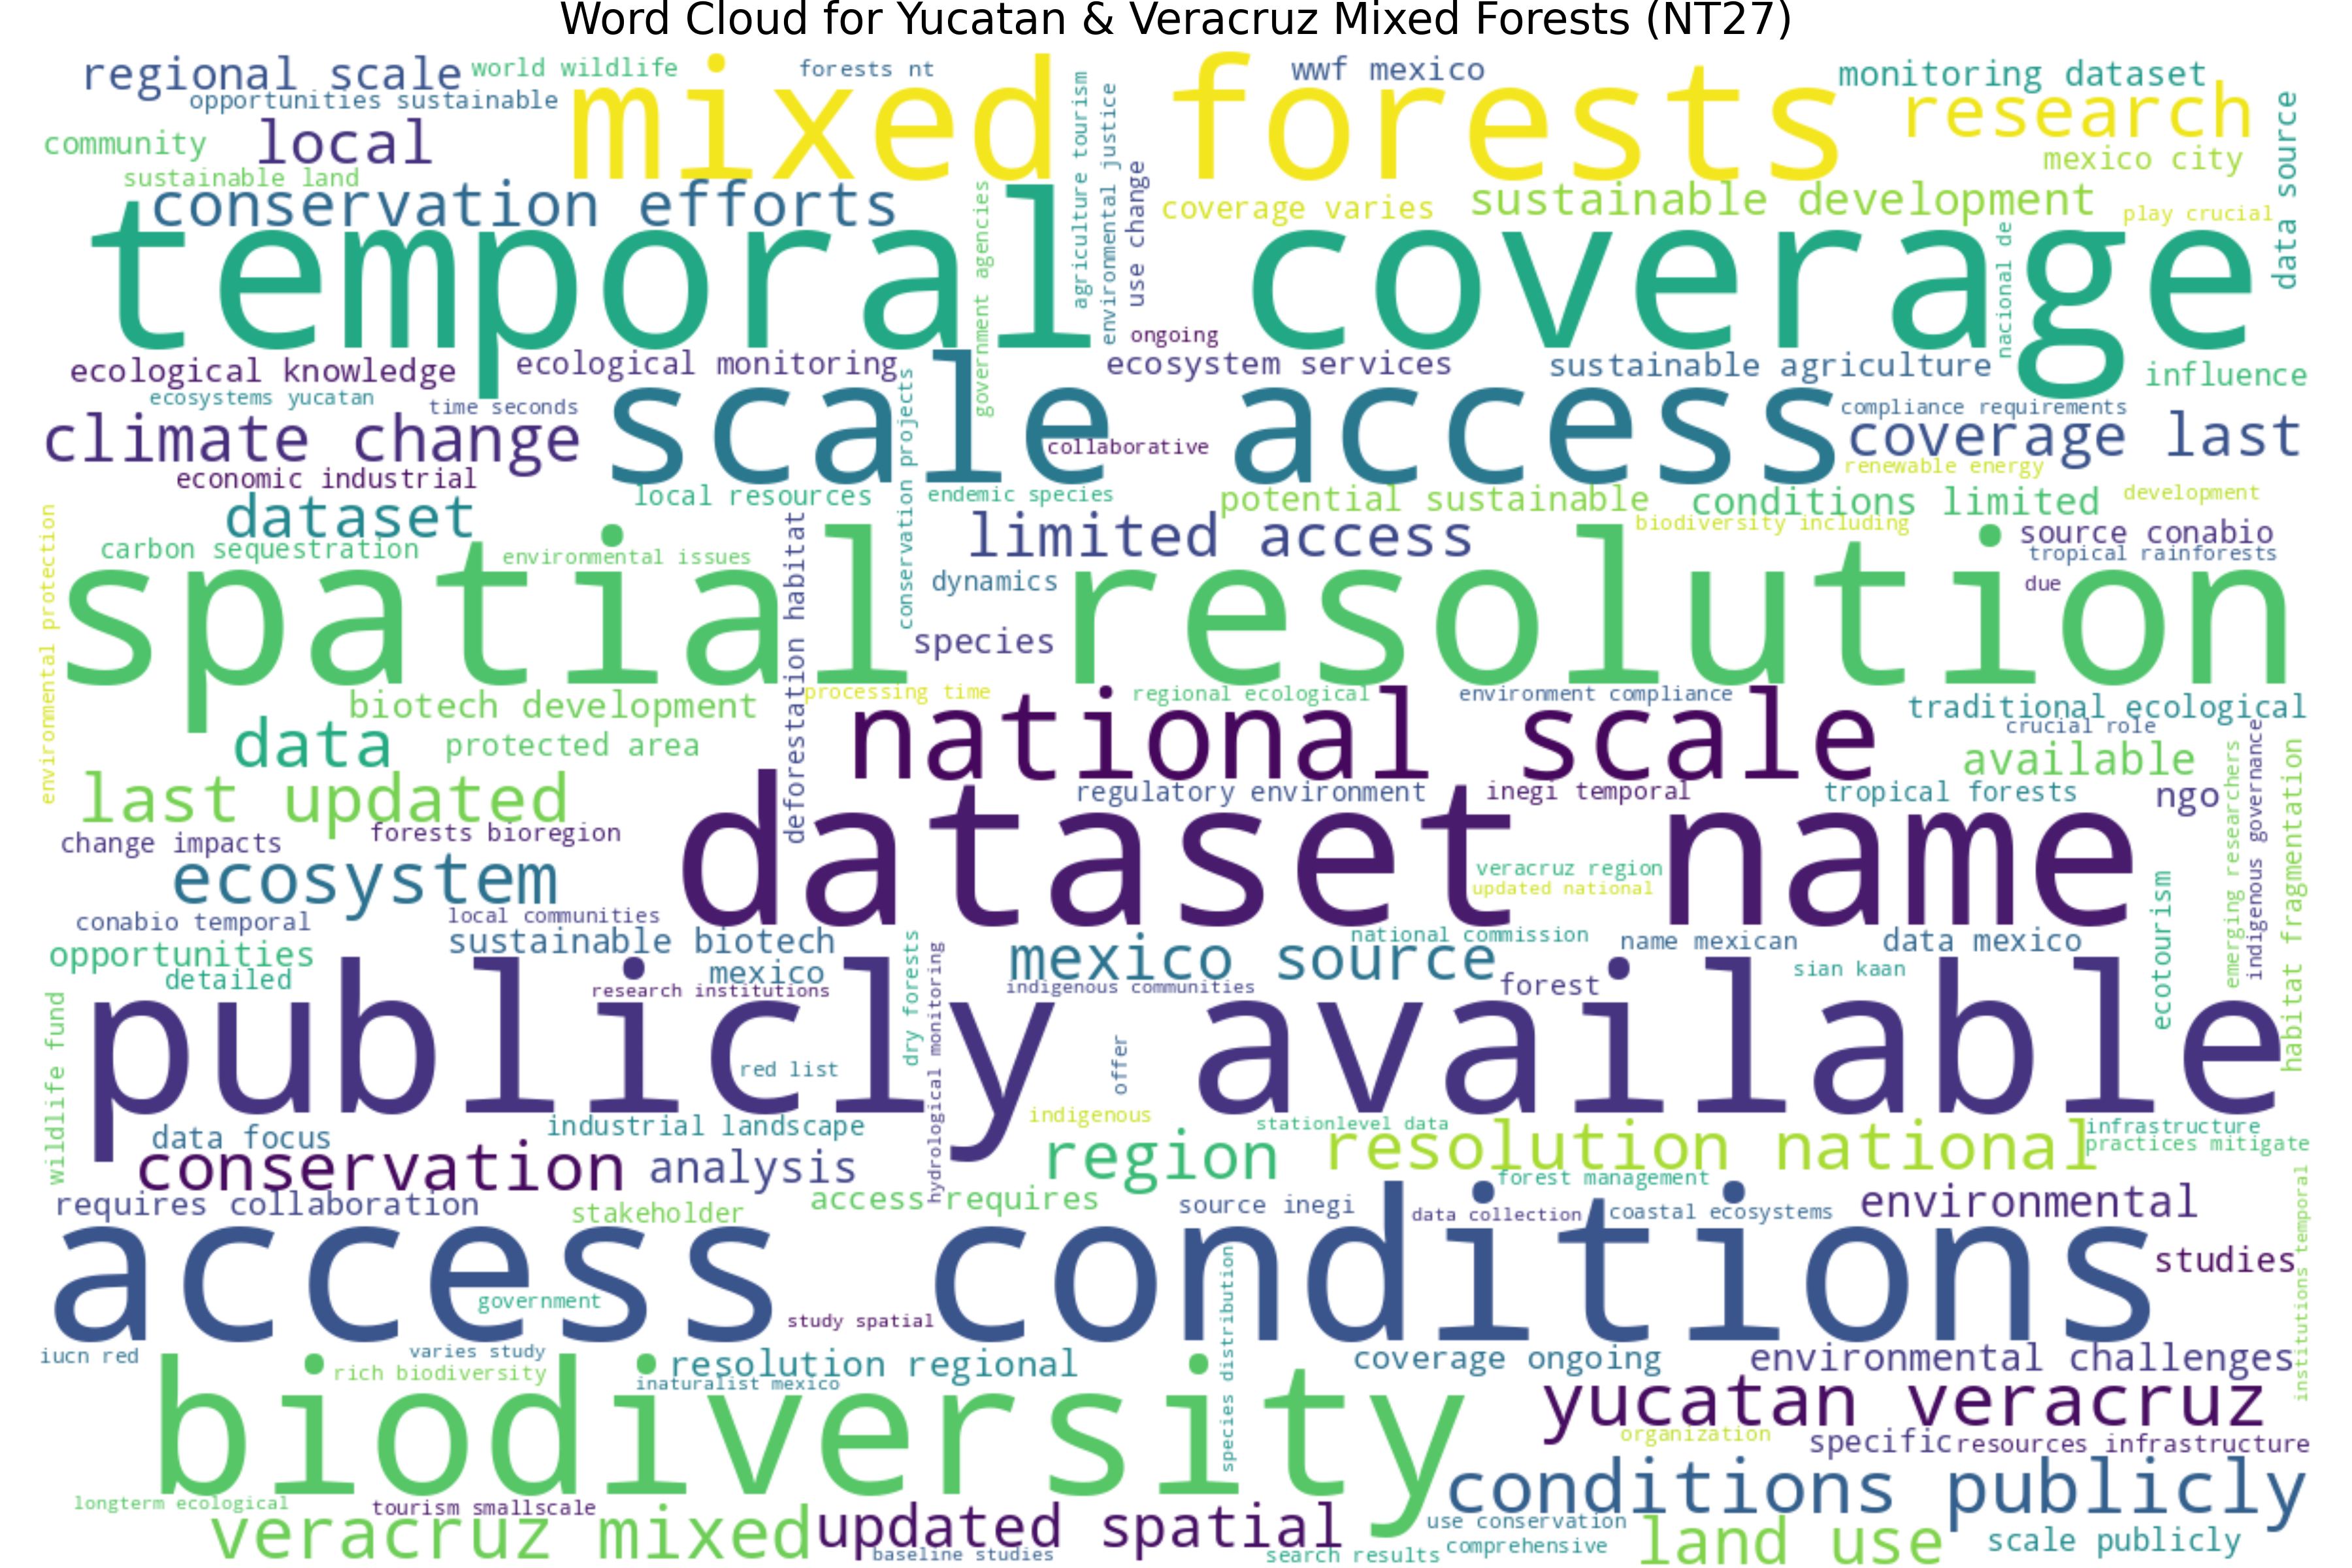 Word Cloud for Yucatan & Veracruz Mixed Forests (NT27)
regional scale
world wildlife
mixed forests
forests nt
wwf mexico
monitoring dataset
opportunities sustainable
research
community
local
agriculture tourism
environmental justice
use change
mexico city
data source
sustainable land
conservation efforts
government agencies
coverage varies
sustainable development
play crucial
temporal coverage
nacional de
ongoing
ecological knowledge
ecological monitoring
ecosystem services
sustainable agriculture
influence
ecosystems yucatan
time seconds
scale access
compliance requirements
climate change
conservation projects
collaborative
coverage last
economic industrial
renewable energy
local resources
endemic species
potential sustainable
conditions limited
development
dataset
limited access
biodiversity including
source conabio
carbon sequestration
environmental issues
deforestation habitat
tropical rainforests
environmental protection
spatial resolution
dynamics
due
species
biotech development
processing time
regional ecological
environment compliance
traditional ecological
data
protected area
national scale
crucial role
available
last updated
regulatory environment
inegi temporal
tropical forests
ngo
emerging researchers
indigenous governance
habitat fragmentation
change impacts
forests bioregion
dataset name
ecosystem
veracruz region
updated national
ecotourism
conabio temporal
local communities
opportunities
sustainable biotech
mexico source
national commission
name mexican
data mexico
detailed
mexico
dry forests
hydrological monitoring
sian kaan
research institutions
indigenous communities
forest
wildlife fund
publicly available
red list
offer
indigenous
stationlevel data
infrastructure
data focus
industrial landscape
region
resolution national
practices mitigate
conservation
analysis
forest management
requires collaboration
stakeholder
access requires
source inegi
data collection
coastal ecosystems
environmental
institutions temporal
access conditions
studies
species distribution
government
study spatial
iucn red
varies study
rich biodiversity
resolution regional
coverage ongoing
environmental challenges
inaturalist mexico
biodiversity
yucatan veracruz
organization
specific
resources infrastructure
conditions publicly
longterm ecological
tourism smallscale
veracruz mixed
updated spatial
use conservation
land use
scale publicly
baseline studies
search results
comprehensive